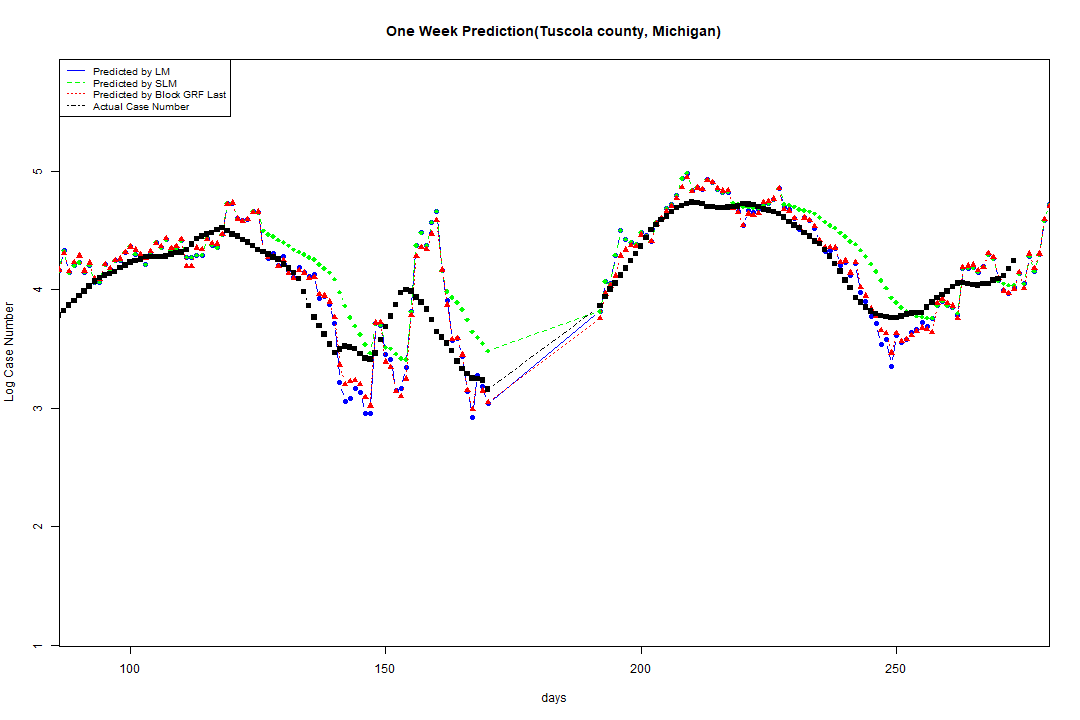 One Week Prediction(Tuscola county, Michigan)
Predicted by LM
Predicted by SLM
Predicted by Block GRF Last
Actual Case Number
5
4
3
2
1
Log Case Number
100 150 200 250
days